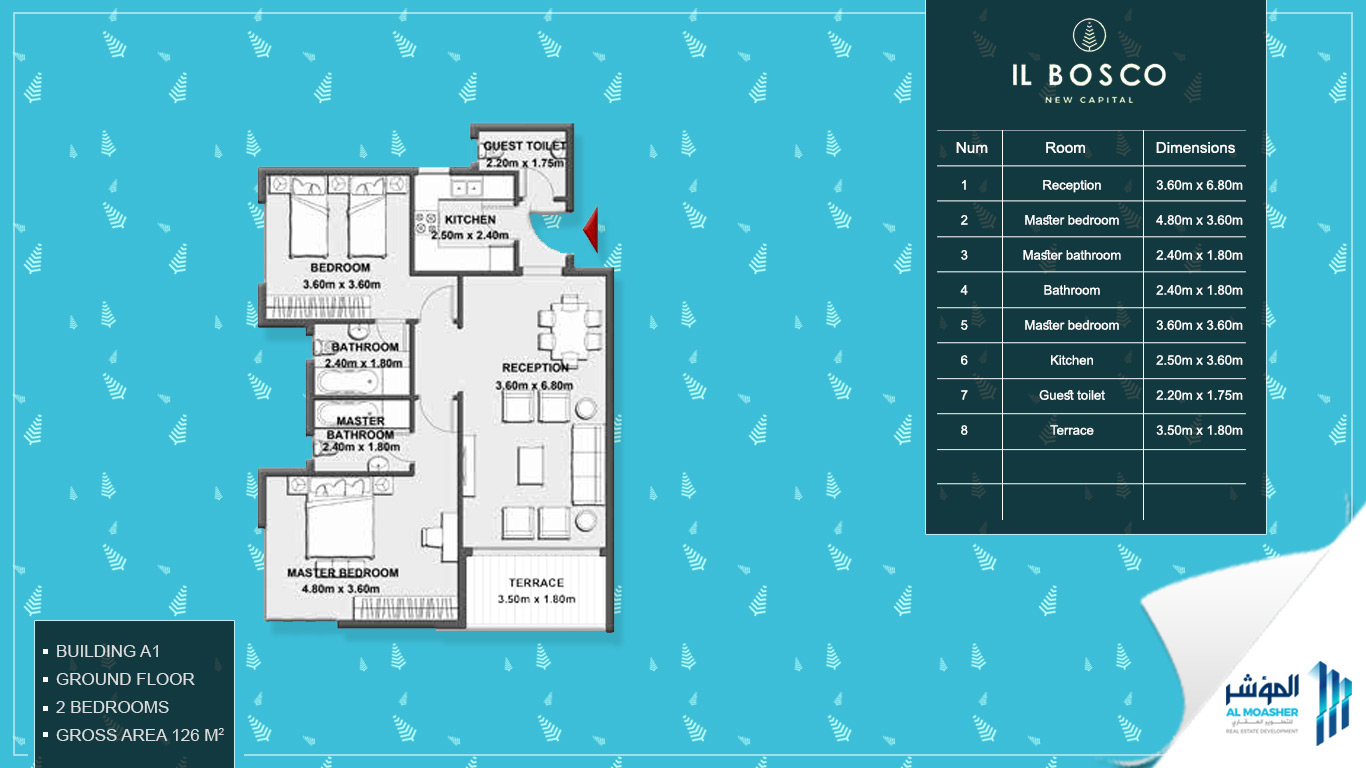 IL BOSCO
NEW CAPITAL
Num Room Dimensions
1 Reception 3.60m x 6.80m
2 Master bedroom 4.80m x 3.60m
3 Master bathroom 2.40m x 1.80m
4 Bathroom 2.40m x 1.80m
5 Master bedroom 3.60m x 3.60m
6 Kitchen 2.50m x 3.60m
7 Guest toilet 2.20m x 1.75m
8 Terrace 3.50m x 1.80m
GUEST TOILET
2.20m x 1.75m
KITCHEN
2.50m x 2.40m
BEDROOM
3.60m x 3.60m
BATHROOM
2.40m x 1.80m
RECEPTION
3.60m x 6.80m
MASTER
BATHROOM
2.40m x 1.80m
MASTER BEDROOM
4.80m x 3.60m
TERRACE
3.50m x 1.80m
BUILDING A1
GROUND FLOOR
2 BEDROOMS
GROSS AREA 126 M²
المؤشر
AL MOASHER
للتطوير العقاري
REAL ESTATE DEVELOPMENT